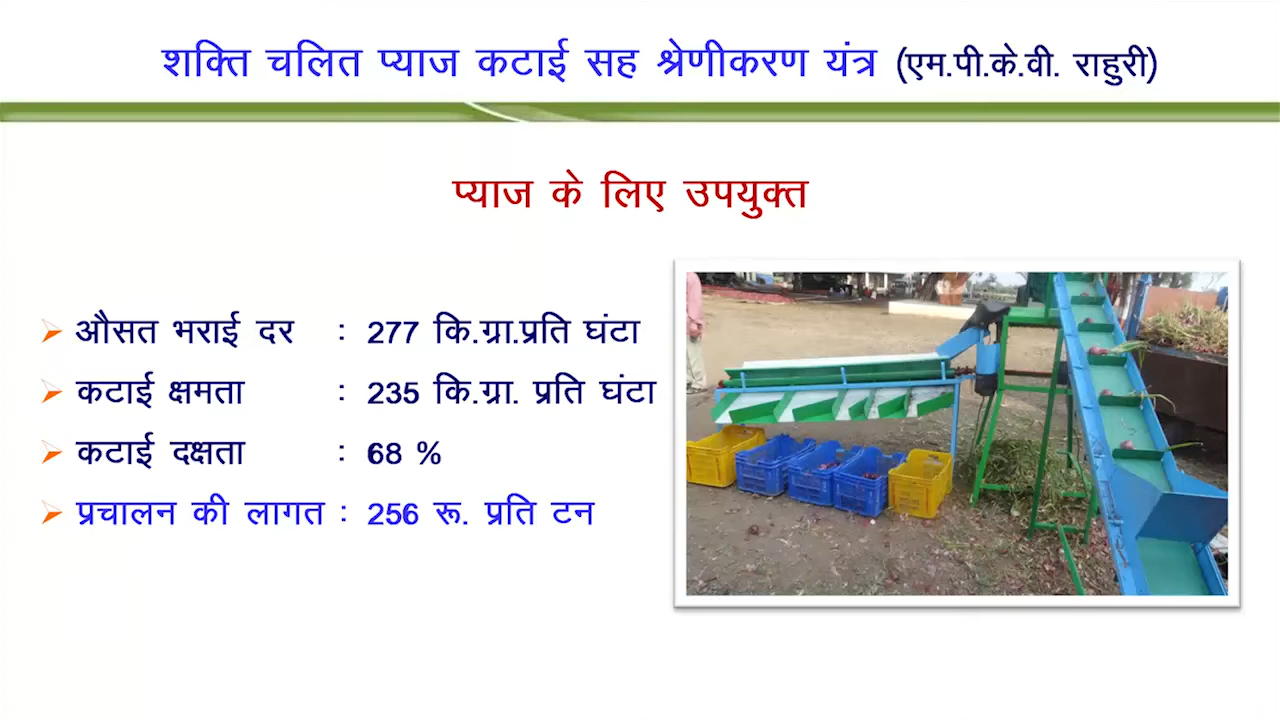 शक्ति चलित प्याज कटाई सह श्रेणीकरण यंत्र (एम.पी.के.वी. राहुरी)
प्याज के लिए उपयुक्त
औसत भराई दर : 277 कि.ग्रा.प्रति घंटा
कटाई क्षमता : 235 कि.ग्रा. प्रति घंटा
कटाई दक्षता : 68 %
प्रचालन की लागत : 256 रू. प्रति टन